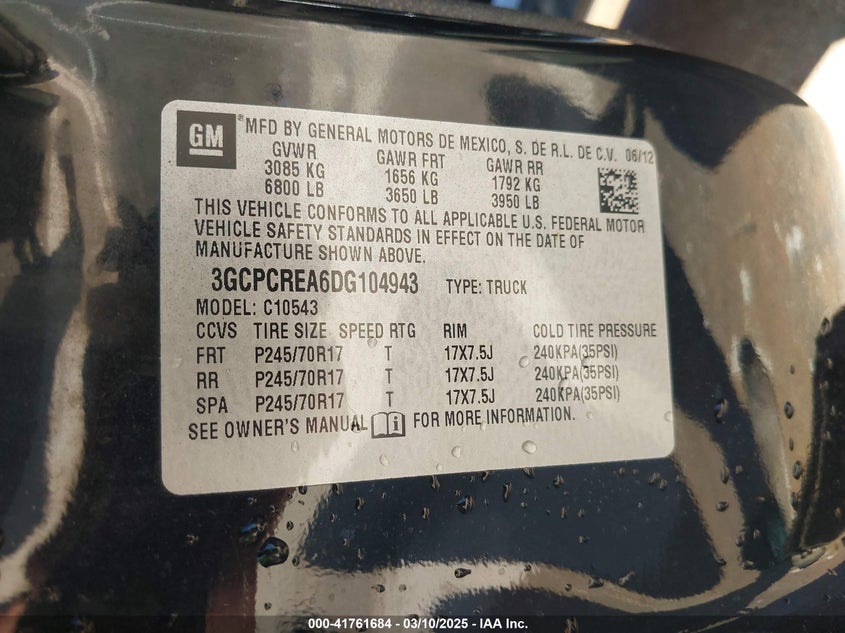 GM
® MFD BY GENERAL MOTORS DE MEXICO, S. DE R.L. DE C.V. 06/12
GVWR GAWR FRT GAWR RR
3085 KG 1656 KG 1792 KG
6800 LB 3650 LB 3950 LB
THIS VEHICLE CONFORMS TO ALL APPLICABLE U.S. FEDERAL MOTOR
VEHICLE SAFETY STANDARDS IN EFFECT ON THE DATE OF
MANUFACTURE SHOWN ABOVE.
3GCPCREA6DG104943 TYPE: TRUCK
MODEL: C10543
CCVS TIRE SIZE SPEED RTG RIM COLD TIRE PRESSURE
FRT P245/70R17 T 17X7.5J 240KPA(35PSI)
RR P245/70R17 T 17X7.5J 240KPA(35PSI)
SPA P245/70R17 T 17X7.5J 240KPA(35PSI)
SEE OWNER'S MANUAL i FOR MORE INFORMATION.
000-41761684 — 03/10/2025 — IAA Inc.